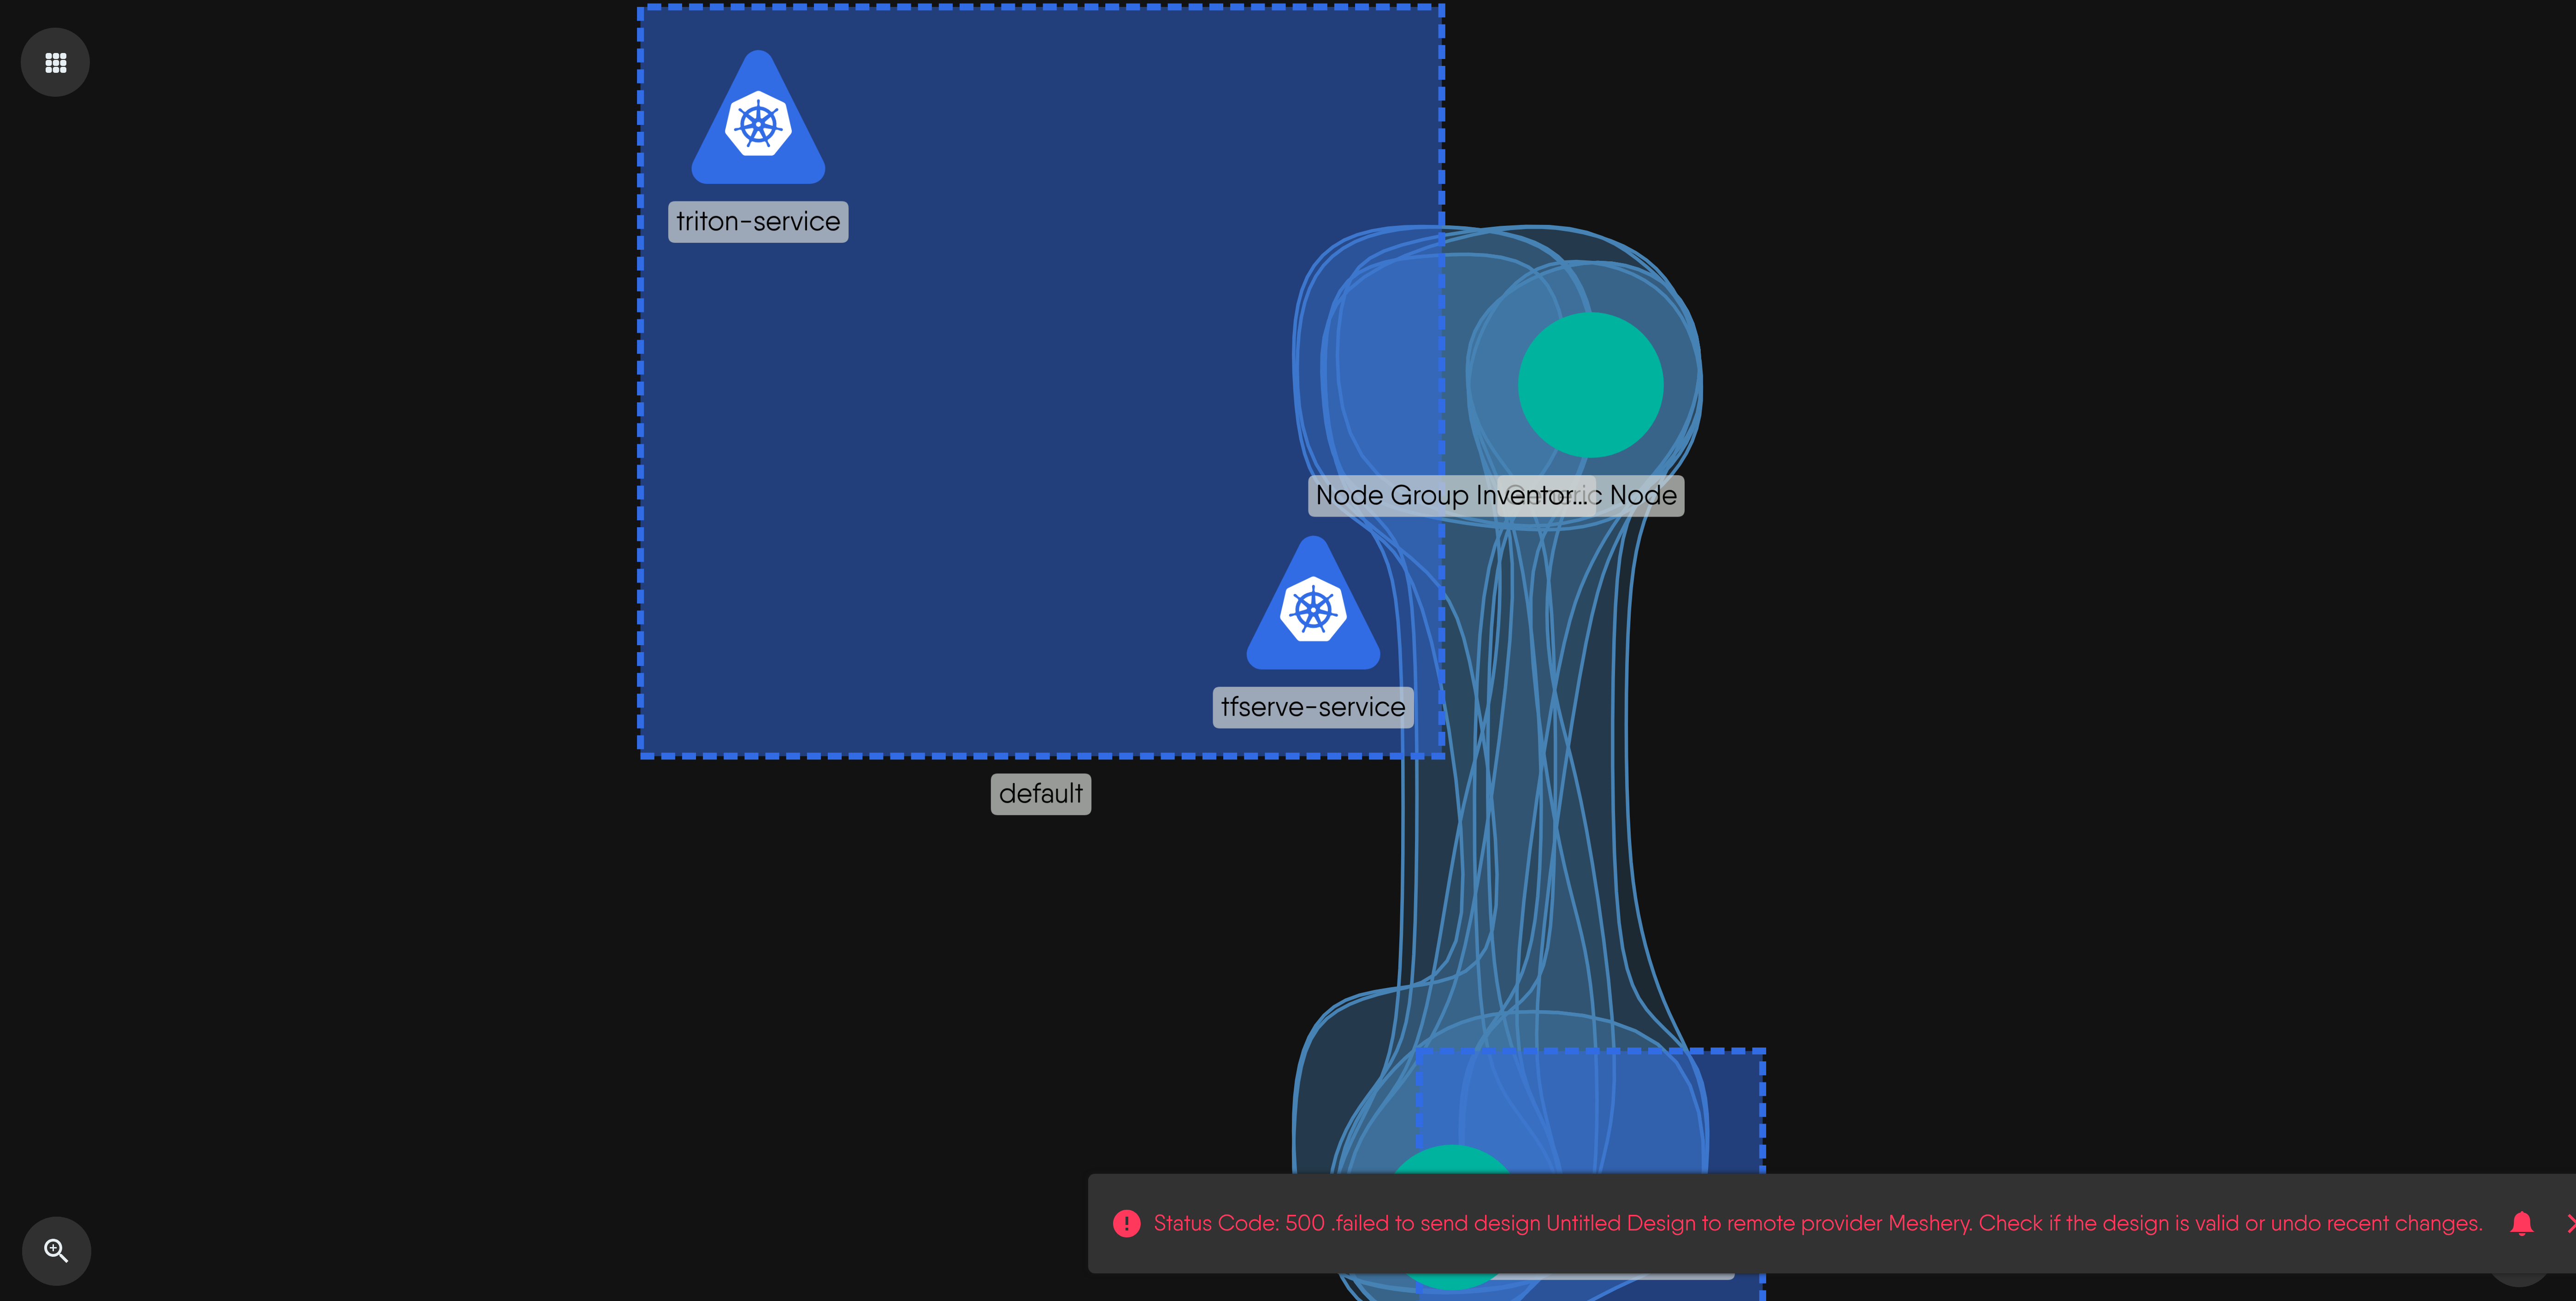 triton-service
Node Group Inventor...
Generic Node
tfserve-service
default
Status Code: 500 .failed to send design Untitled Design to remote provider Meshery. Check if the design is valid or undo recent changes.